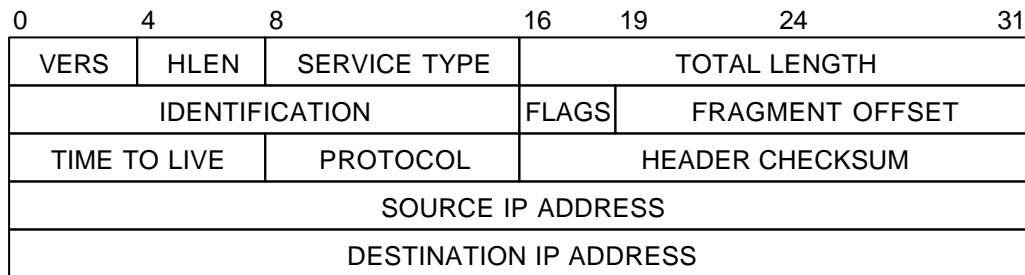 0 4 8 16 19 24 31
VERS HLEN SERVICE TYPE TOTAL LENGTH
IDENTIFICATION FLAGS FRAGMENT OFFSET
TIME TO LIVE PROTOCOL HEADER CHECKSUM
SOURCE IP ADDRESS
DESTINATION IP ADDRESS